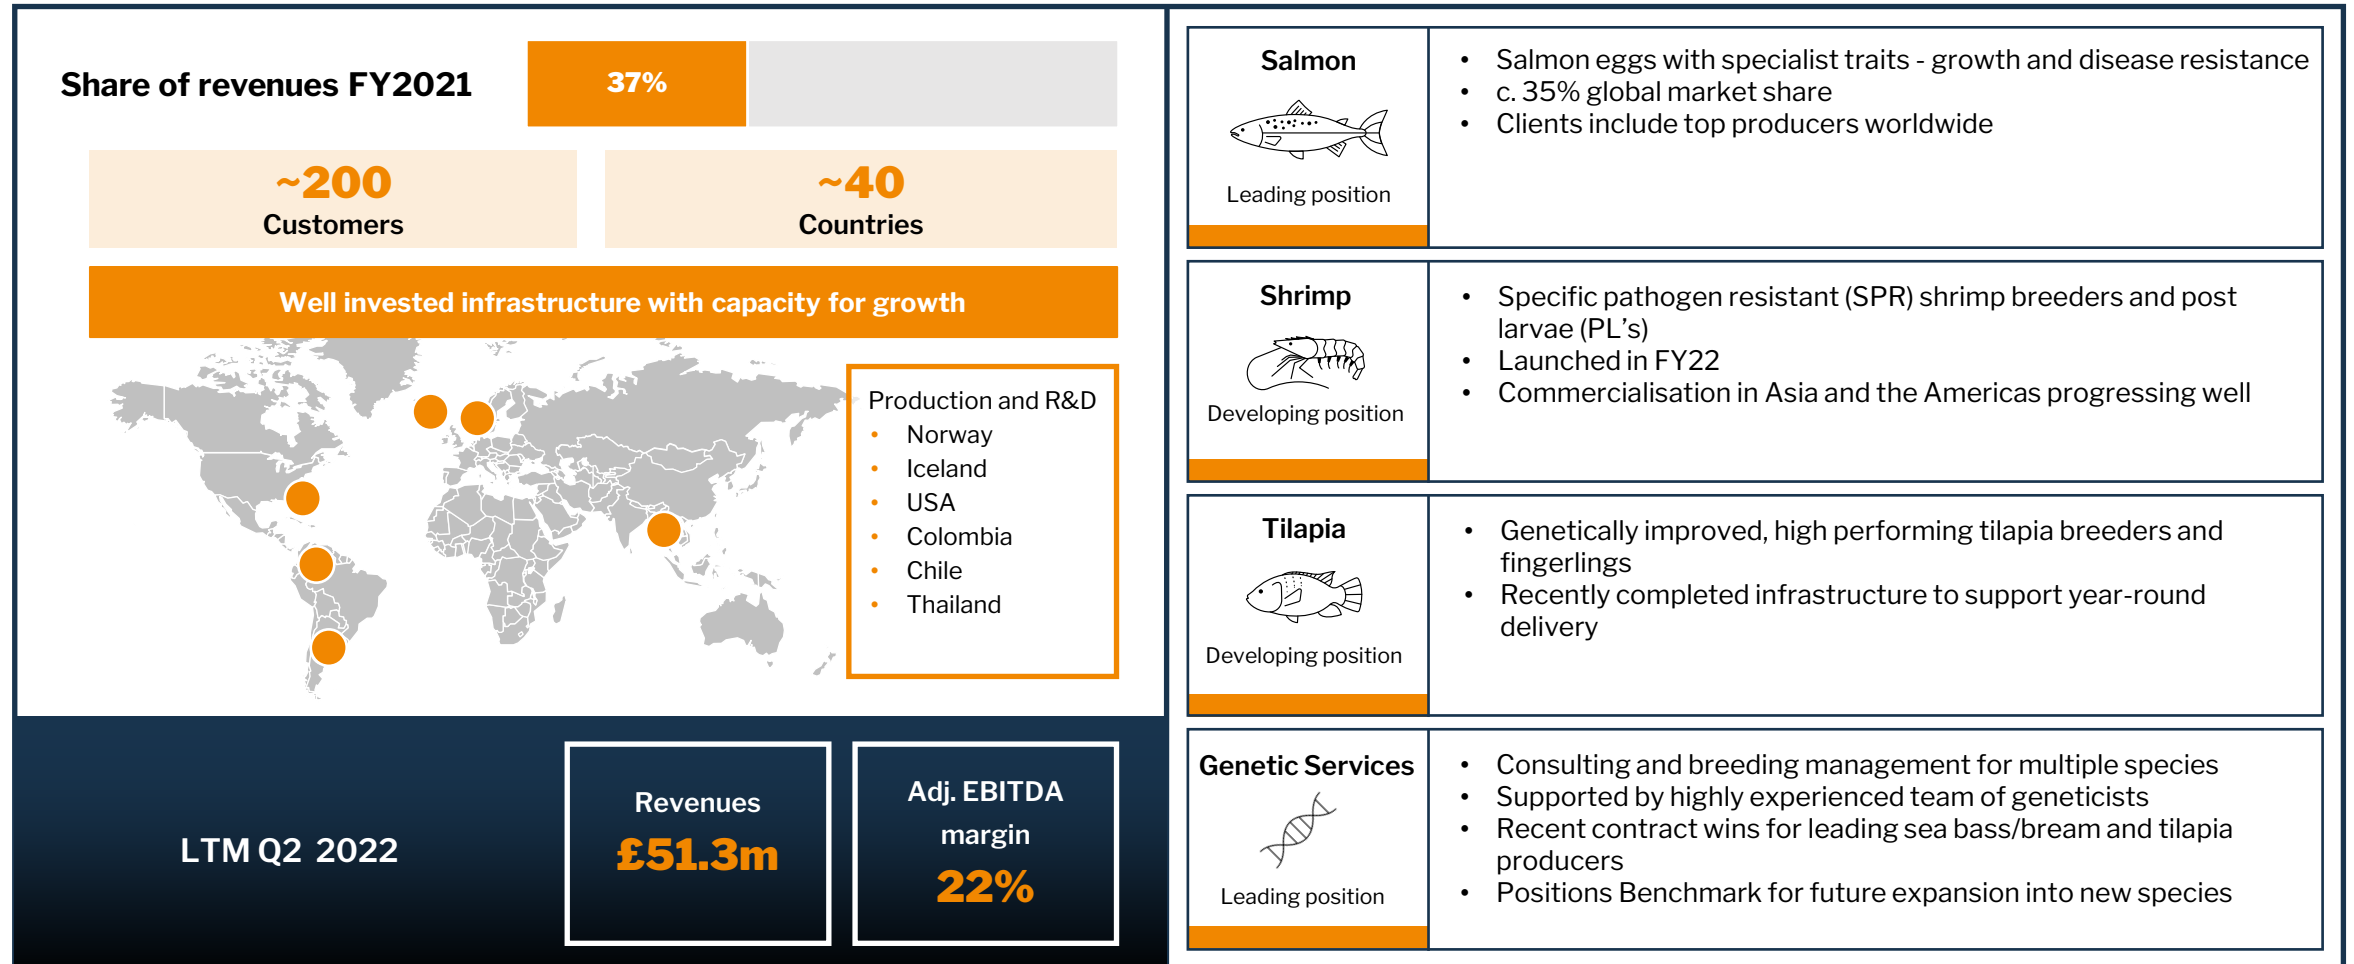 Share of revenues FY2021
37%
~200
Customers
~40
Countries
Well invested infrastructure with capacity for growth
Production and R&D
• Norway
• Iceland
• USA
• Colombia
• Chile
• Thailand
LTM Q2 2022
Revenues
£51.3m
Adj. EBITDA
margin
22%
Salmon
Leading position
• Salmon eggs with specialist traits - growth and disease resistance
• c. 35% global market share
• Clients include top producers worldwide
Shrimp
Developing position
• Specific pathogen resistant (SPR) shrimp breeders and post
larvae (PL’s)
• Launched in FY22
• Commercialisation in Asia and the Americas progressing well
Tilapia
Developing position
• Genetically improved, high performing tilapia breeders and
fingerlings
• Recently completed infrastructure to support year-round
delivery
Genetic Services
Leading position
• Consulting and breeding management for multiple species
• Supported by highly experienced team of geneticists
• Recent contract wins for leading sea bass/bream and tilapia
producers
• Positions Benchmark for future expansion into new species